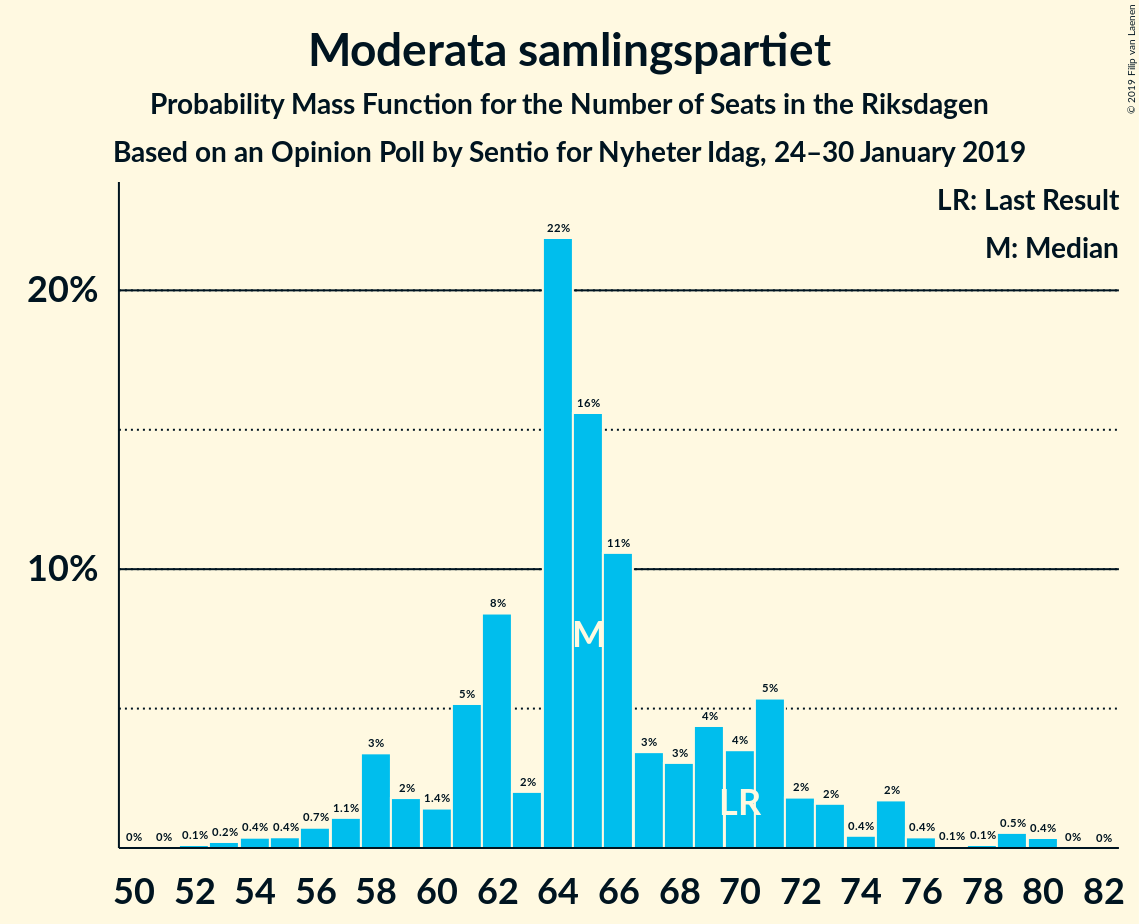 Moderata samlingspartiet
Probability Mass Function for the Number of Seats in the Riksdagen
Based on an Opinion Poll by Sentio for Nyheter Idag, 24–30 January 2019
© 2019 Filip van Laenen
LR: Last Result
M: Median
20%
10%
0% 0% 0.1% 0.2% 0.4% 0.4% 0.7% 1.1% 3% 2% 1.4% 5% 8% 2% 22% 16% 11% 3% 3% 4% 4% 5% 2% 2% 0.4% 2% 0.4% 0.1% 0.1% 0.5% 0.4% 0% 0%
M
LR
50 52 54 56 58 60 62 64 66 68 70 72 74 76 78 80 82